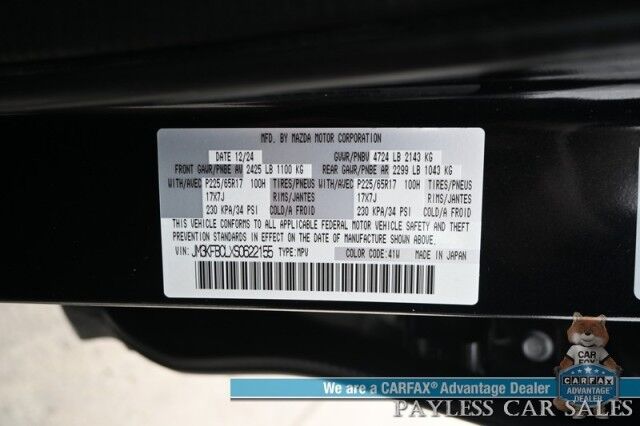 MFD. BY MAZDA MOTOR CORPORATION
DATE 12/24 GVWR/PNBV 4724 LB 2143 KG
FRONT GAWR/PNBE AV 2425 LB 1100 KG REAR GAWR/PNBE AR 2299 LB 1043 KG
WITH/AVEC P225/65R17 100H TIRES/PNEUS WITH/AVEC P225/65R17 100H TIRES/PNEUS
17X7J RIMS/JANTES 17X7J RIMS/JANTES
230 KPA/34 PSI COLD/A FROID 230 KPA/34 PSI COLD/A FROID
THIS VEHICLE CONFORMS TO ALL APPLICABLE FEDERAL MOTOR VEHICLE SAFETY AND THEFT
PREVENTION STANDARDS IN EFFECT ON THE DATE OF MANUFACTURE SHOWN ABOVE.
VIN: JM3KFBCLXS0622155 TYPE:MPV COLOR CODE:41W MADE IN JAPAN
We are a CARFAX® Advantage Dealer
PAYLESS CAR SALES
CAR
FOX
CARFAX
ADVANTAGE
DEALER